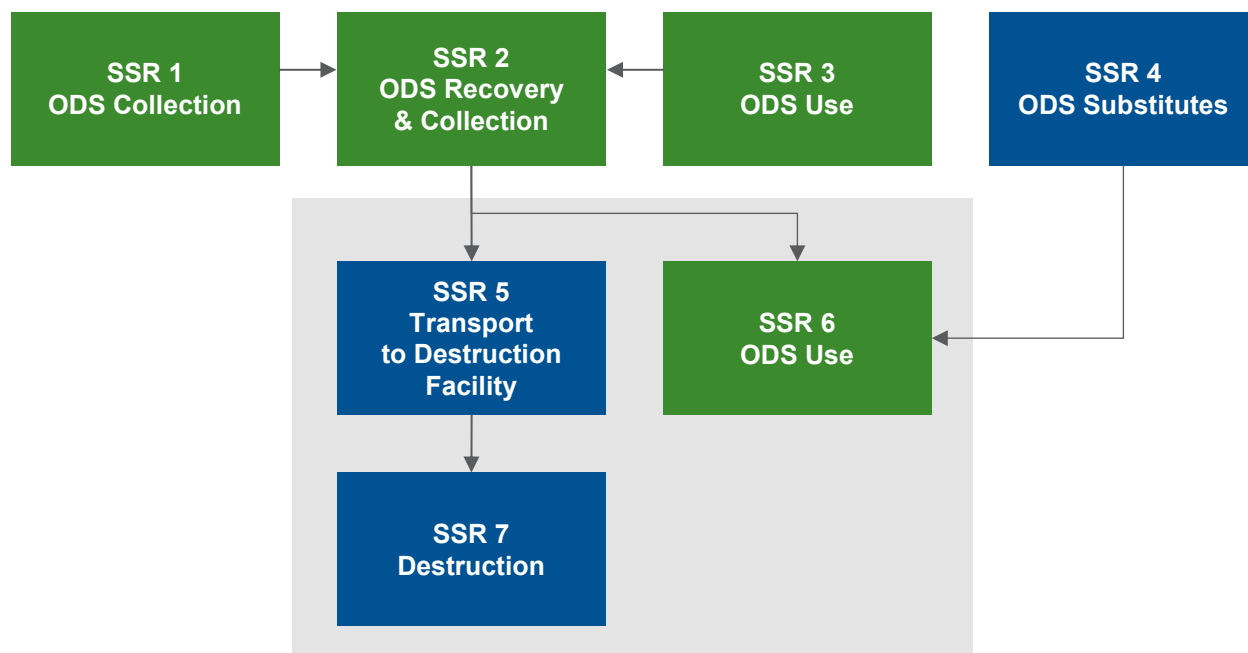 SSR 1
ODS Collection
SSR 2
ODS Recovery
& Collection
SSR 3
ODS Use
SSR 4
ODS Substitutes
SSR 5
Transport
to Destruction
Facility
SSR 6
ODS Use
SSR 7
Destruction